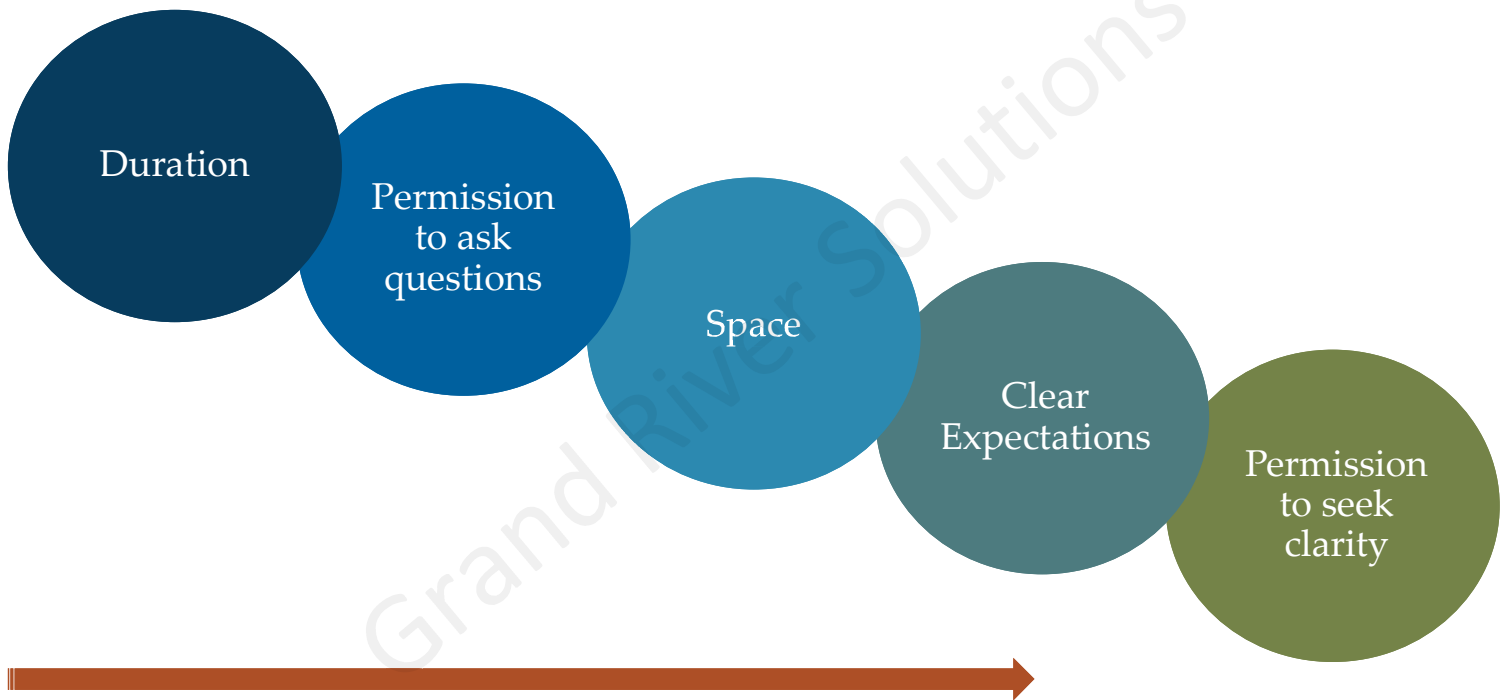 Duration
Permission
to ask
questions
Space
Clear
Expectations
Permission
to seek
clarity
Grand River Solutions